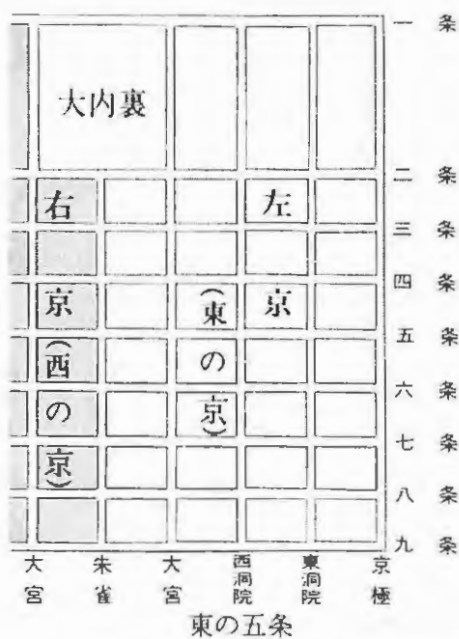 大内裏
右京(西の京)
左京
(東の京)
一条
二条
三条
四条
五条
六条
七条
八条
九条
大宮
朱雀
大宮
西洞院
東洞院
京極
東の五条